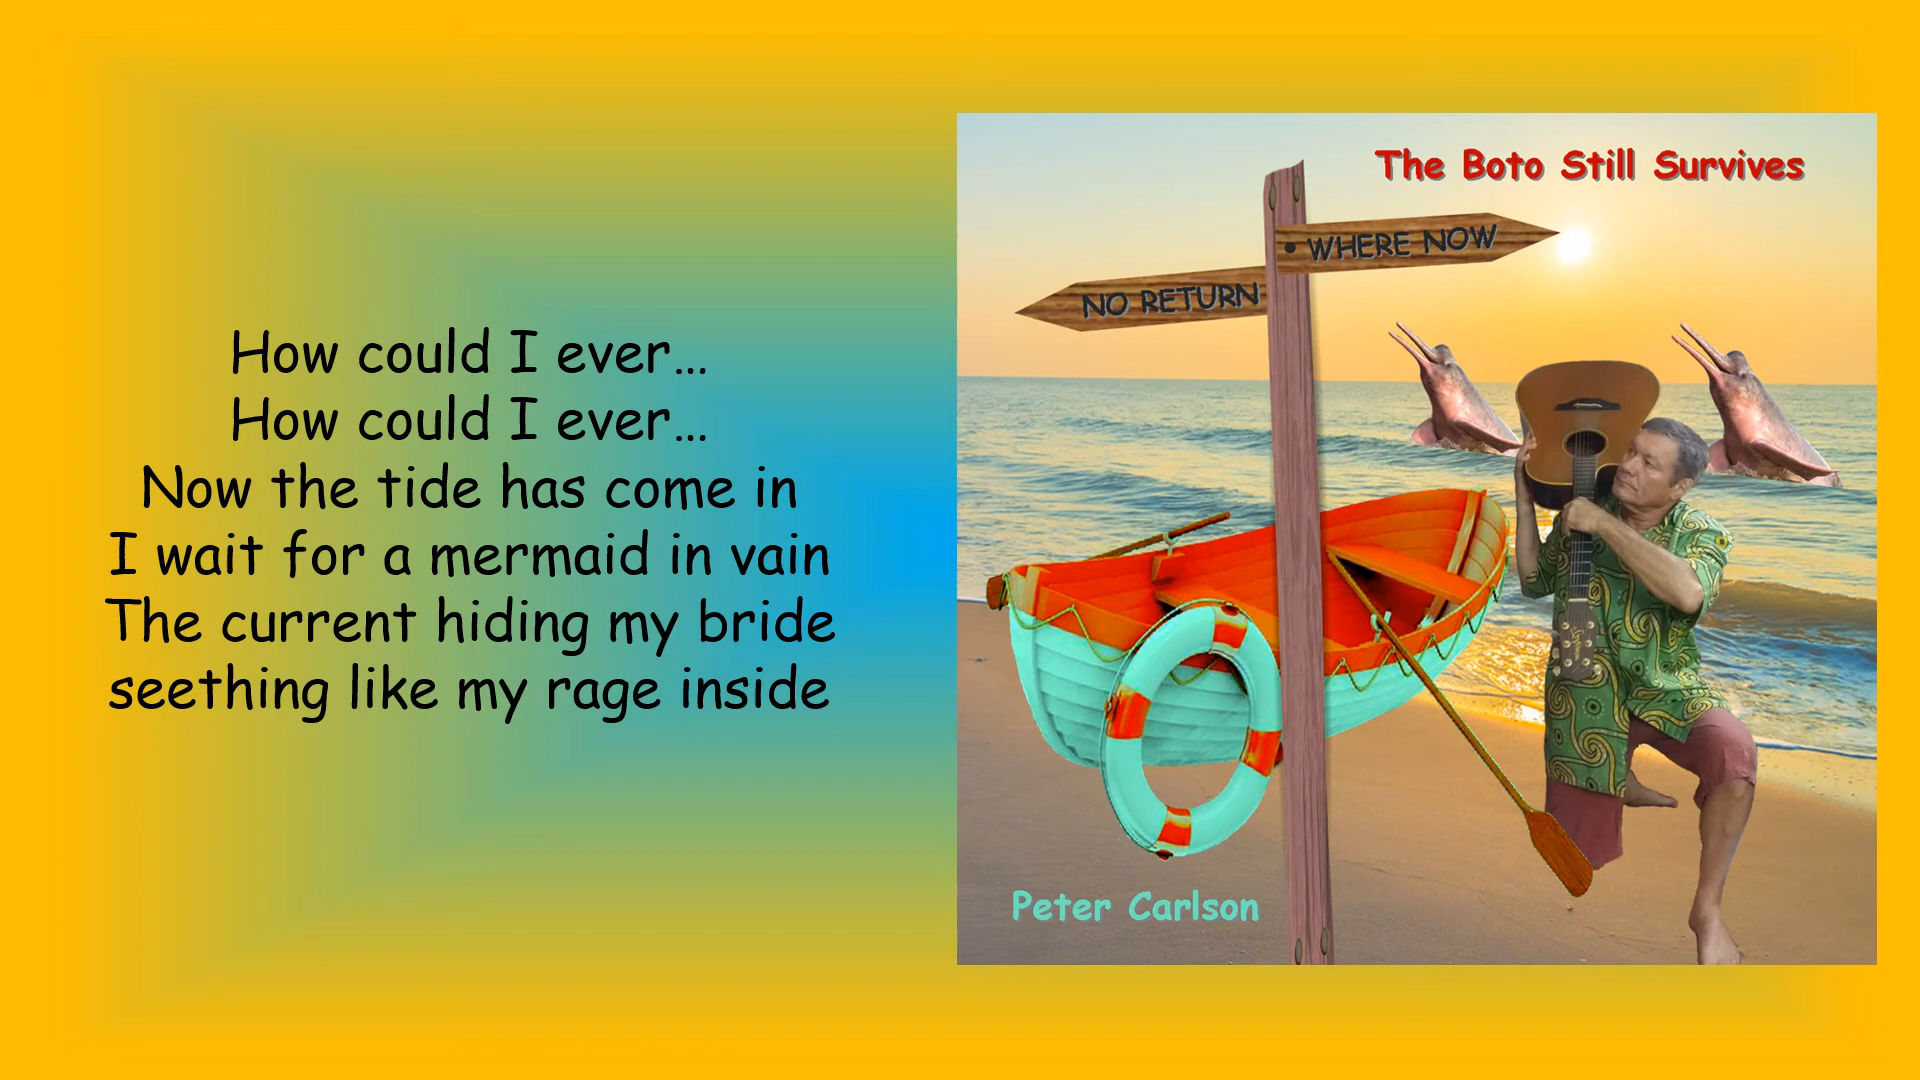 How could I ever...
How could I ever...
Now the tide has come in
I wait for a mermaid in vain
The current hiding my bride
seething like my rage inside
The Boto Still Survives
WHERE NOW
NO RETURN
Peter Carlson